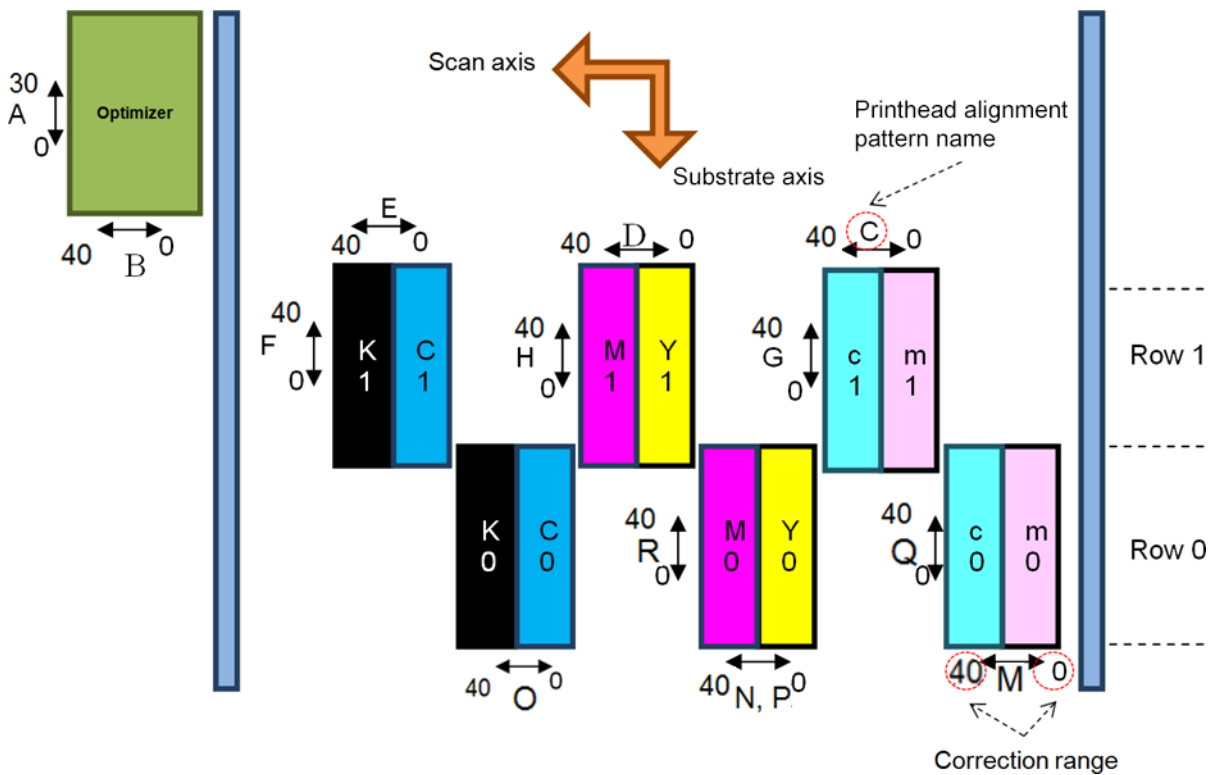 30
A
0
Optimizer
40
B
0
Scan axis
Substrate axis
Printhead alignment
pattern name
E
40
0
40
D
0
40
C
0
40
F
0
K
1
C
1
40
H
0
M
1
Y
1
40
G
0
c
1
m
1
Row 1
K
0
C
0
40
R
0
M
0
Y
0
40
Q
0
c
0
m
0
Row 0
40
O
0
40
N, P
0
40
M
0
Correction range